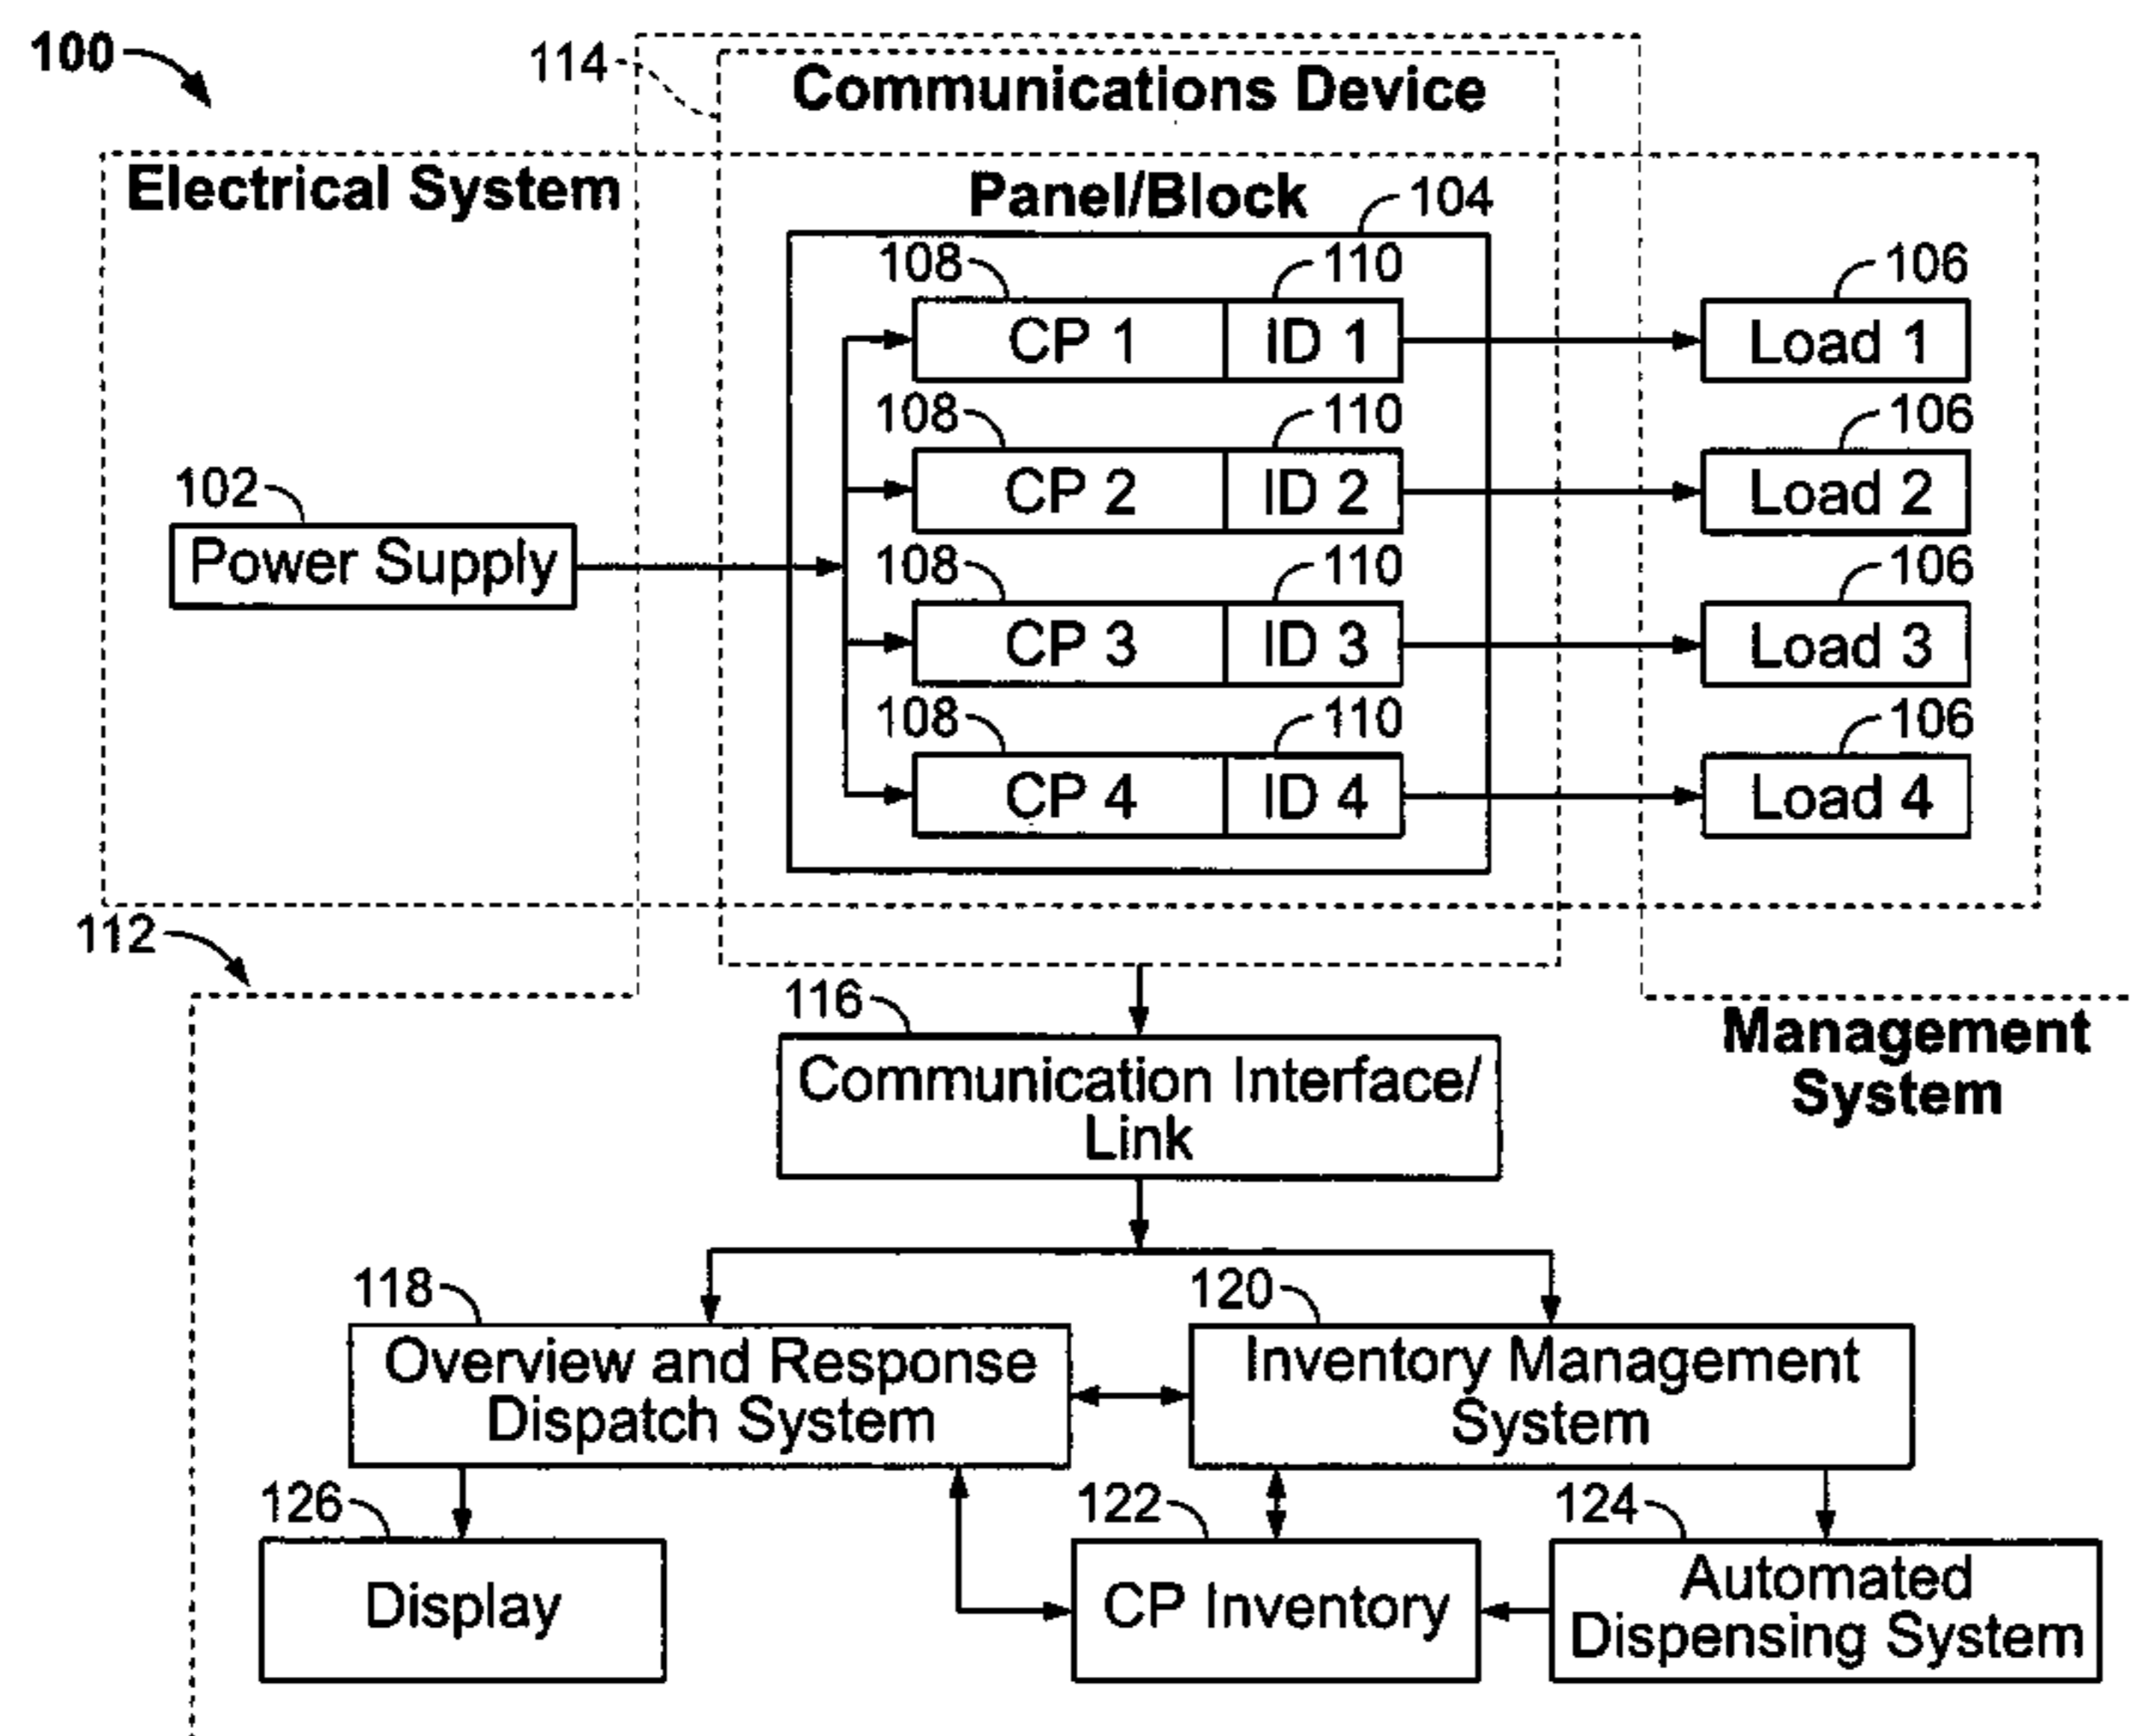 100
114
Communications Device
Electrical System
Panel/Block
104
108
110
106
CP 1
ID 1
Load 1
108
110
106
CP 2
ID 2
Load 2
102
Power Supply
108
110
106
CP 3
ID 3
Load 3
108
110
106
CP 4
ID 4
Load 4
112
116
Communication Interface/
Link
Management
System
118
120
Overview and Response
Dispatch System
Inventory Management
System
126
122
124
Display
CP Inventory
Automated
Dispensing System